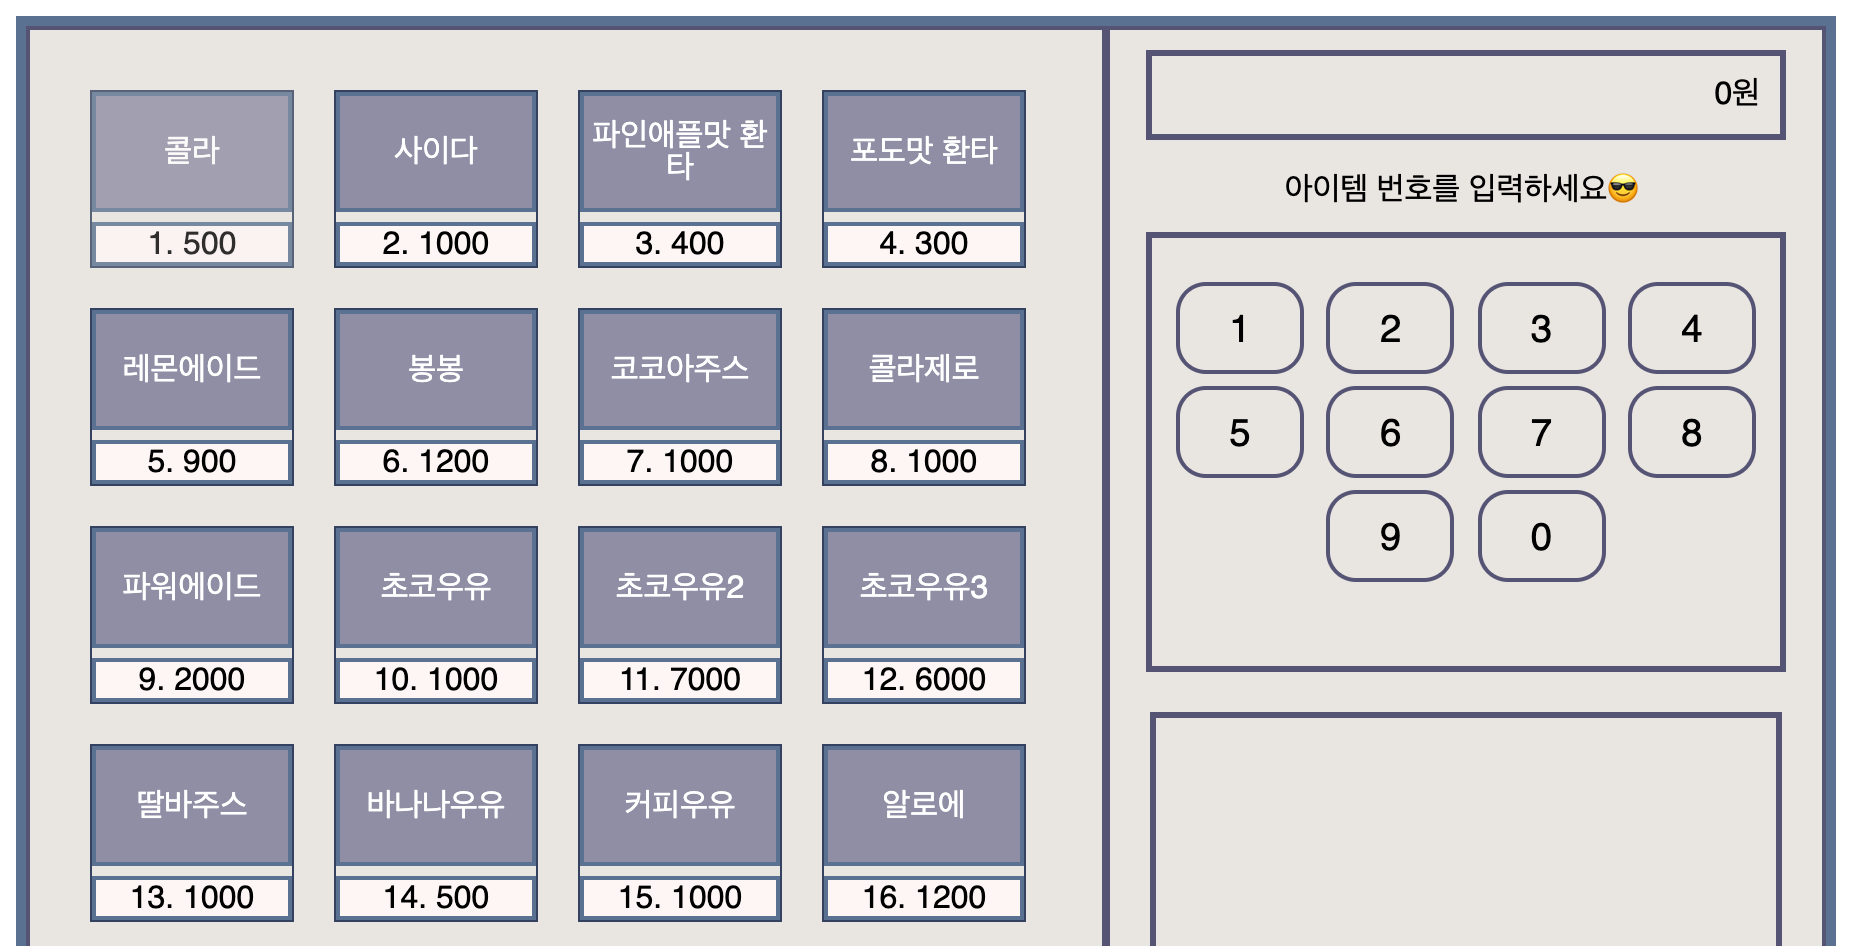 콜라
1. 500
사이다
2. 1000
파인애플맛 환
타
3. 400
포도맛 환타
4. 300
레몬에이드
5. 900
봉봉
6. 1200
코코아주스
7. 1000
콜라제로
8. 1000
파워에이드
9. 2000
초코우유
10. 1000
초코우유2
11. 7000
초코우유3
12. 6000
딸바주스
13. 1000
바나나우유
14. 500
커피우유
15. 1000
알로에
16. 1200
0원
아이템 번호를 입력하세요😎
1
2
3
4
5
6
7
8
9
0